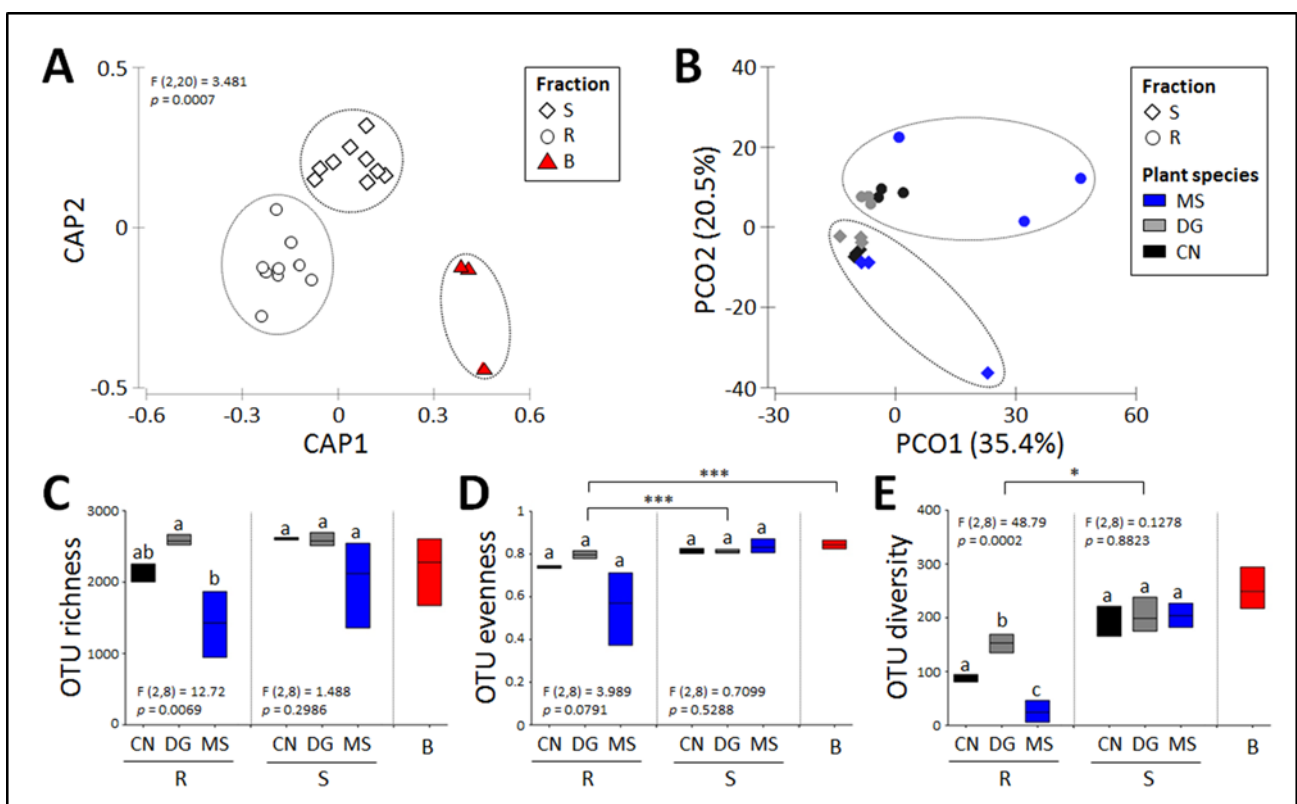 A
F (2,20) = 3.481
p = 0.0007
0.5
0
-0.5
CAP2
-0.6
-0.3
0
0.3
0.6
CAP1
Fraction
S
R
B
B
40
20
0
-20
-40
PCO2 (20.5%)
-30
0
30
60
PCO1 (35.4%)
Fraction
S
R
Plant species
MS
DG
CN
C
3000
2000
1000
0
OTU richness
ab
a
b
a
a
a
F (2,8) = 12.72
p = 0.0069
F (2,8) = 1.488
p = 0.2986
CN DG MS
CN DG MS
B
R
S
D
***
***
1
0.8
0.6
0.4
0.2
0
OTU evenness
a
a
a
a
a
a
F (2,8) = 3.989
p = 0.0791
F (2,8) = 0.7099
p = 0.5288
CN DG MS
CN DG MS
B
R
S
E
*
400
300
200
100
0
OTU diversity
F (2,8) = 48.79
p = 0.0002
F (2,8) = 0.1278
p = 0.8823
a
b
c
a
a
a
CN DG MS
CN DG MS
B
R
S